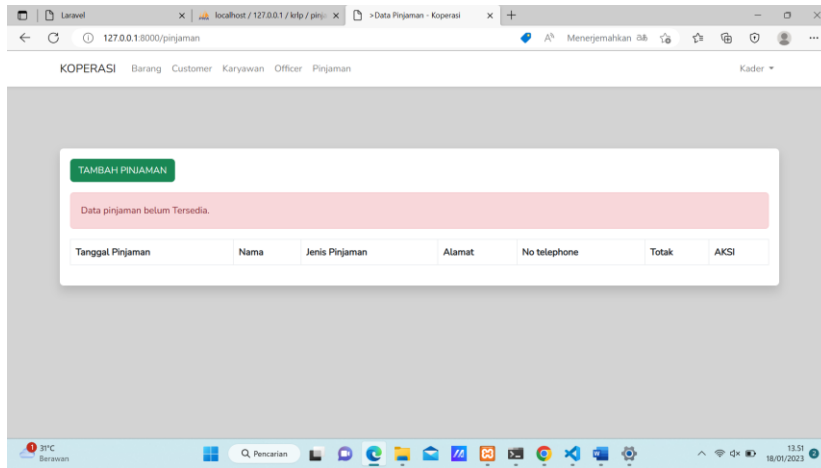 Laravel
localhost / 127.0.0.1 / krlp / pinja
>Data Pinjaman - Koperasi
127.0.0.1:8000/pinjaman
Menerjemahkan
KOPERASI Barang Customer Karyawan Officer Pinjaman Kader
TAMBAH PINJAMAN
Data pinjaman belum Tersedia.
Tanggal Pinjaman Nama Jenis Pinjaman Alamat No telephone Totak AKSI
31°C
Berawan
Q Pencarian
13.51
18/01/2023